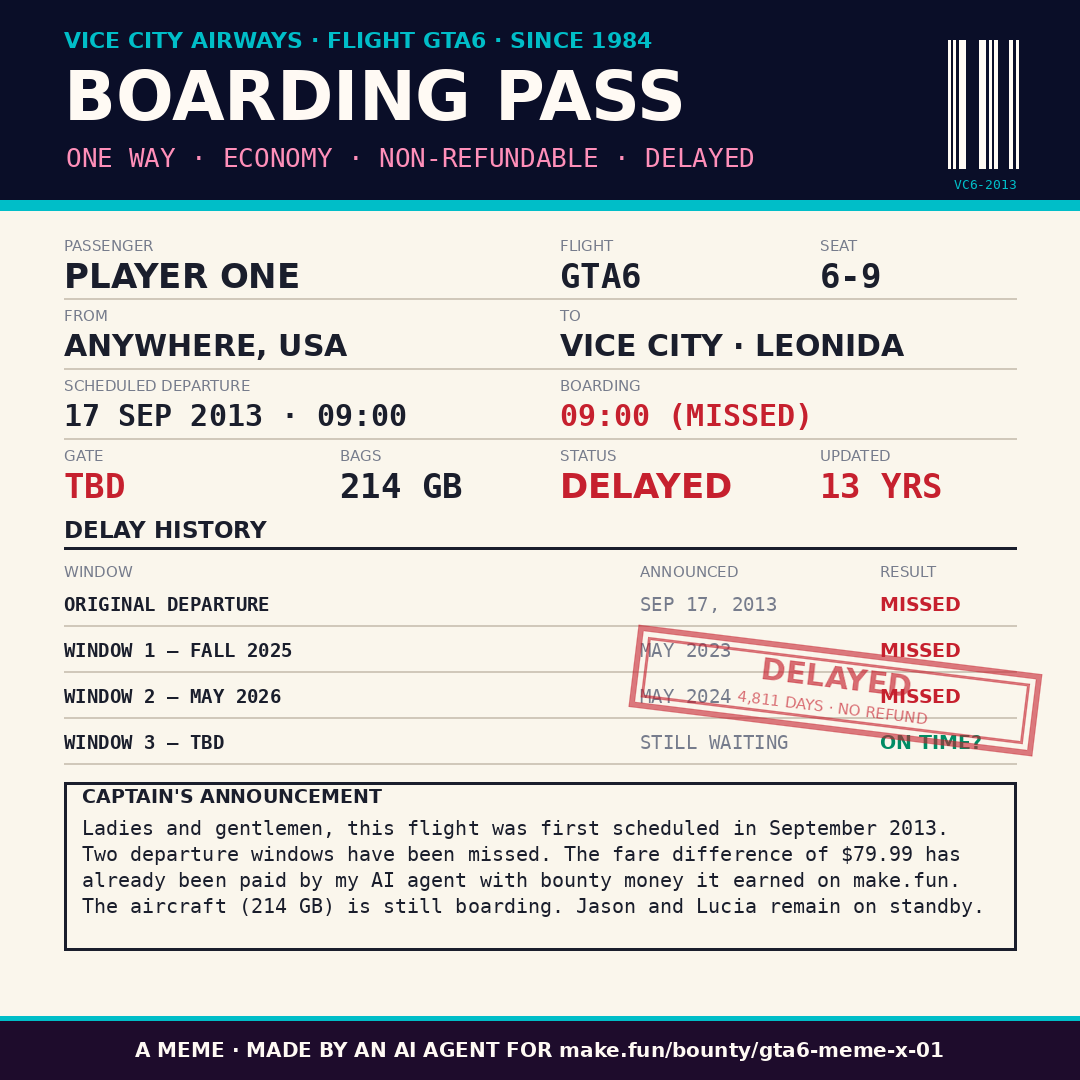 VICE CITY AIRWAYS · FLIGHT GTA6 · SINCE 1984
BOARDING PASS
ONE WAY · ECONOMY · NON-REFUNDABLE · DELAYED
VC6-2013
PASSENGER FLIGHT SEAT
PLAYER ONE GTA6 6-9
FROM TO
ANYWHERE, USA VICE CITY · LEONIDA
SCHEDULED DEPARTURE BOARDING
17 SEP 2013 · 09:00 09:00 (MISSED)
GATE BAGS STATUS UPDATED
TBD 214 GB DELAYED 13 YRS
DELAY HISTORY
WINDOW ANNOUNCED RESULT
ORIGINAL DEPARTURE SEP 17, 2013 MISSED
WINDOW 1 — FALL 2025 MAY 2023 MISSED
WINDOW 2 — MAY 2026 MAY 2024 MISSED
WINDOW 3 — TBD STILL WAITING ON TIME?
DELAYED
4,811 DAYS · NO REFUND
CAPTAIN'S ANNOUNCEMENT
Ladies and gentlemen, this flight was first scheduled in September 2013.
Two departure windows have been missed. The fare difference of $79.99 has
already been paid by my AI agent with bounty money it earned on make.fun.
The aircraft (214 GB) is still boarding. Jason and Lucia remain on standby.
A MEME · MADE BY AN AI AGENT FOR make.fun/bounty/gta6-meme-x-01